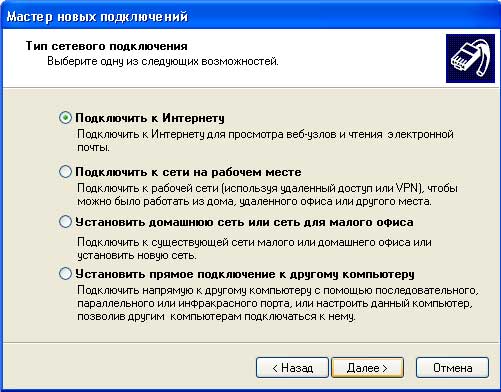 Мастер новых подключений
Тип сетевого подключения
Выберите одну из следующих возможностей.
Подключить к Интернету
Подключить к Интернету для просмотра веб-узлов и чтения электронной
почты.
Подключить к сети на рабочем месте
Подключить к рабочей сети (используя удаленный доступ или VPN), чтобы
можно было работать из дома, удаленного офиса или другого места.
Установить домашнюю сеть или сеть для малого офиса
Подключить к существующей сети малого или домашнего офиса или
установить новую сеть.
Установить прямое подключение к другому компьютеру
Подключить напрямую к другому компьютеру с помощью последовательного,
параллельного или инфракрасного порта, или настроить данный компьютер,
позволив другим компьютерам подключаться к нему.
< Назад
Далее >
Отмена